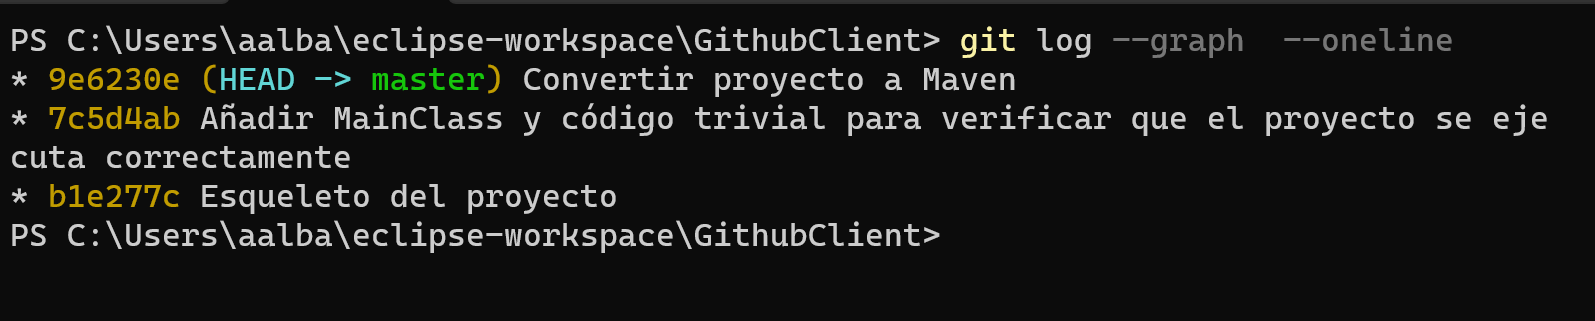 PS C:\Users\aalba\eclipse-workspace\GithubClient> git log --graph  --oneline
* 9e6230e (HEAD -> master) Convertir proyecto a Maven
* 7c5d4ab Añadir MainClass y código trivial para verificar que el proyecto se eje
cuta correctamente
* b1e277c Esqueleto del proyecto
PS C:\Users\aalba\eclipse-workspace\GithubClient>